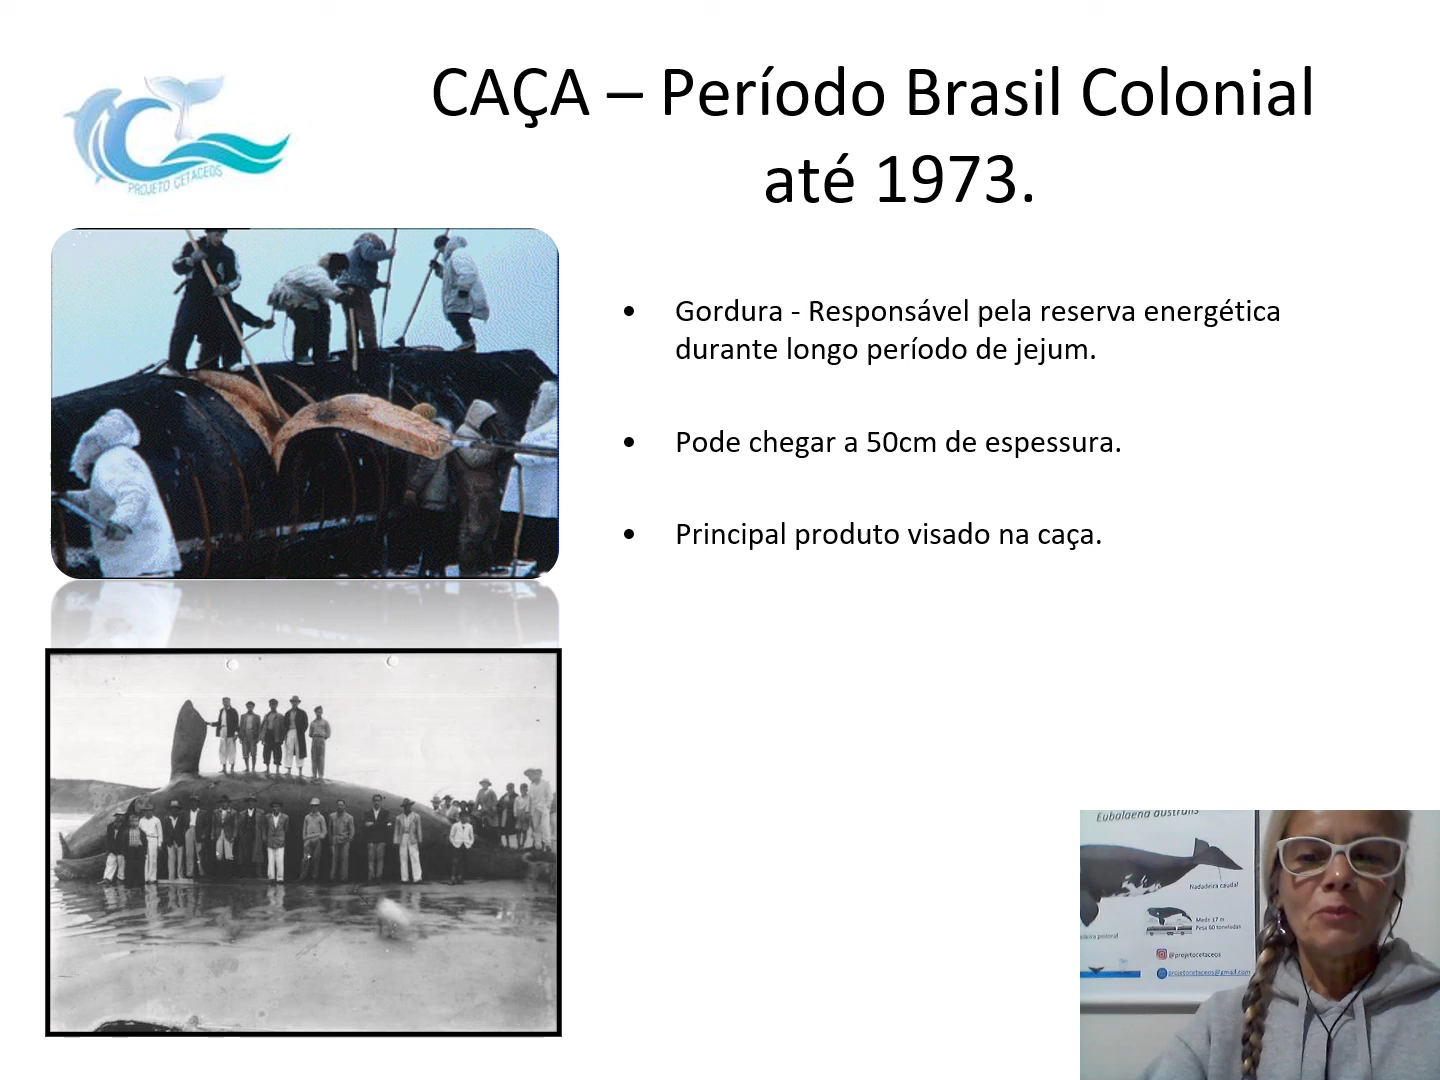 CAÇA – Período Brasil Colonial
até 1973.
PROJETO CETACEOS
• Gordura - Responsável pela reserva energética
durante longo período de jejum.
• Pode chegar a 50cm de espessura.
• Principal produto visado na caça.
Eubalaena australis
Nadadeira caudal
Mede 17 m
Pesa 60 toneladas
peitoral
@projetocetaceos
projetocetaceos@gmail.com